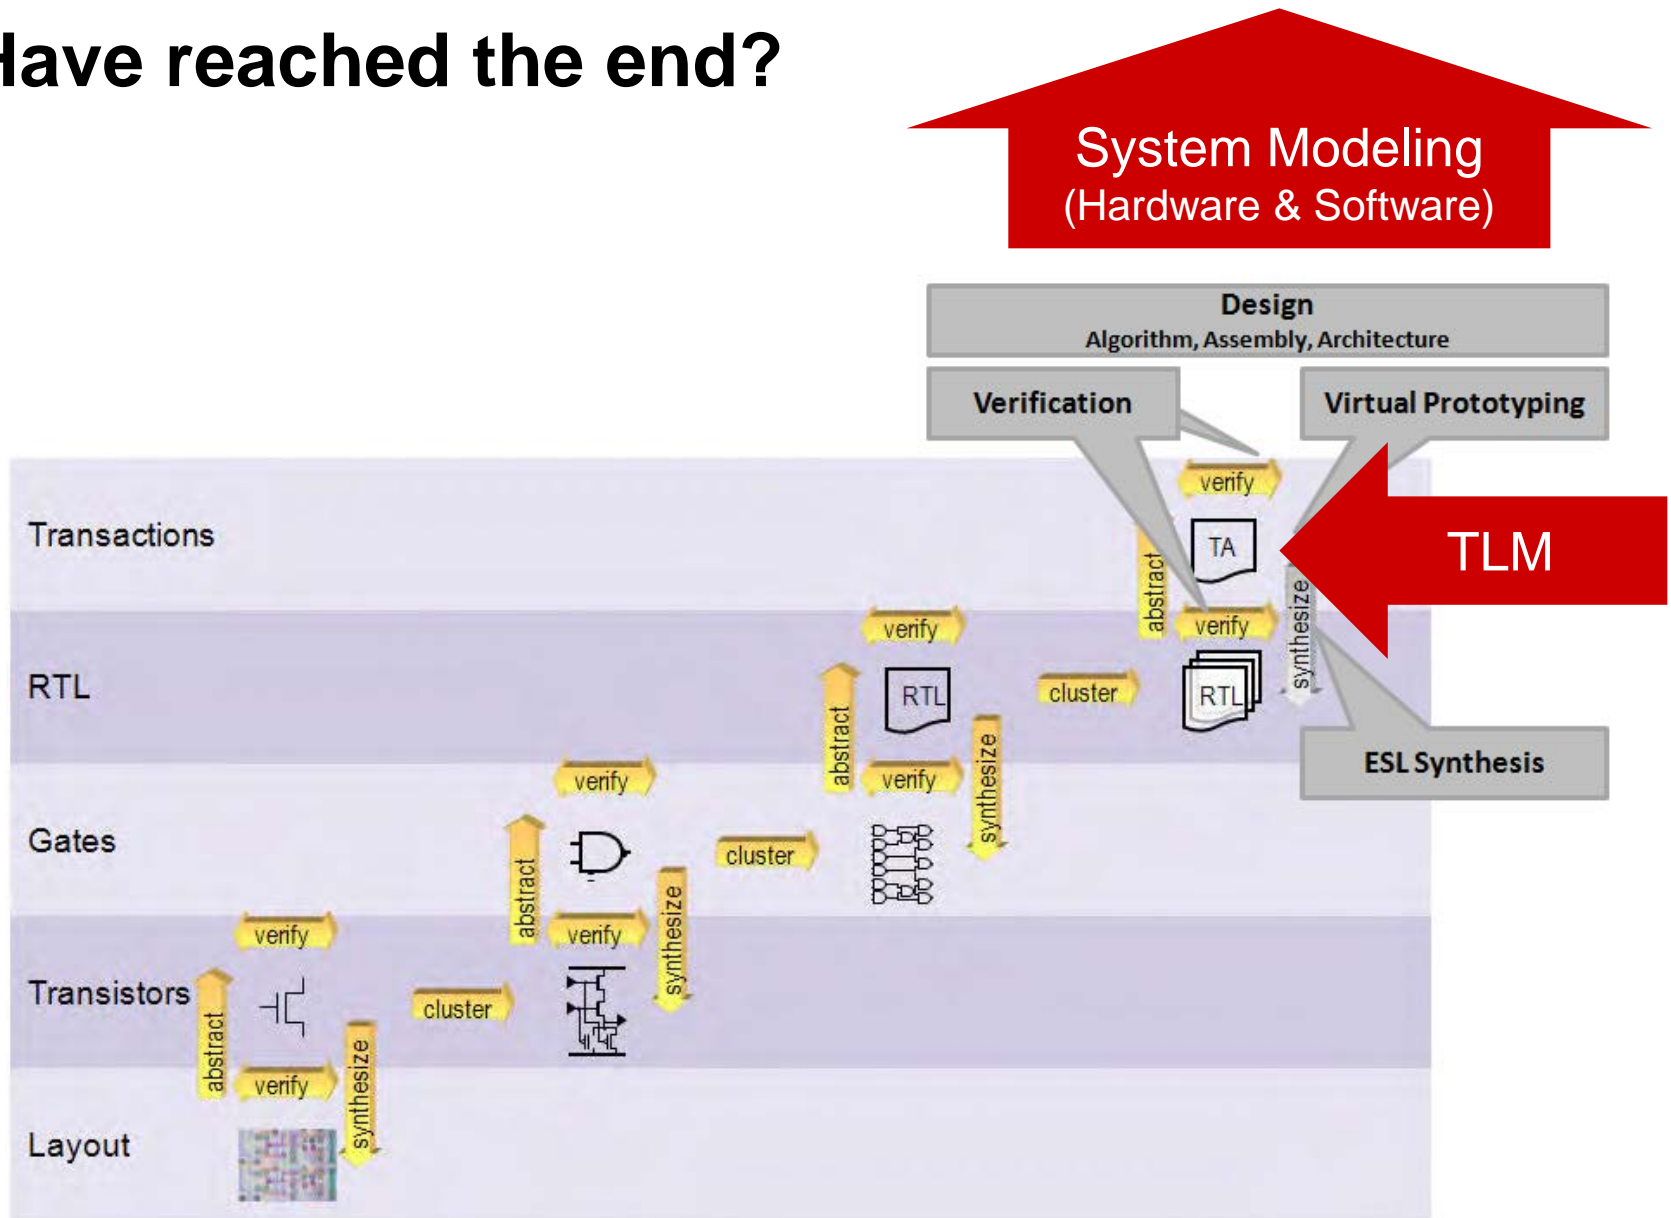 Have reached the end?
System Modeling
(Hardware & Software)
Design
Algorithm, Assembly, Architecture
Verification
Virtual Prototyping
verify
Transactions
TA
TLM
abstract
synthesize
verify
verify
RTL
RTL
cluster
RTL
abstract
verify
synthesize
ESL Synthesis
verify
Gates
cluster
abstract
verify
synthesize
verify
Transistors
cluster
abstract
verify
synthesize
Layout